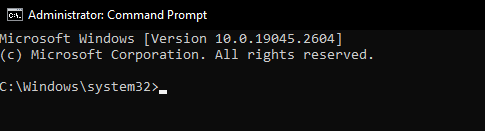 Administrator: Command Prompt
Microsoft Windows [Version 10.0.19045.2604]
(c) Microsoft Corporation. All rights reserved.
C:\Windows\system32>